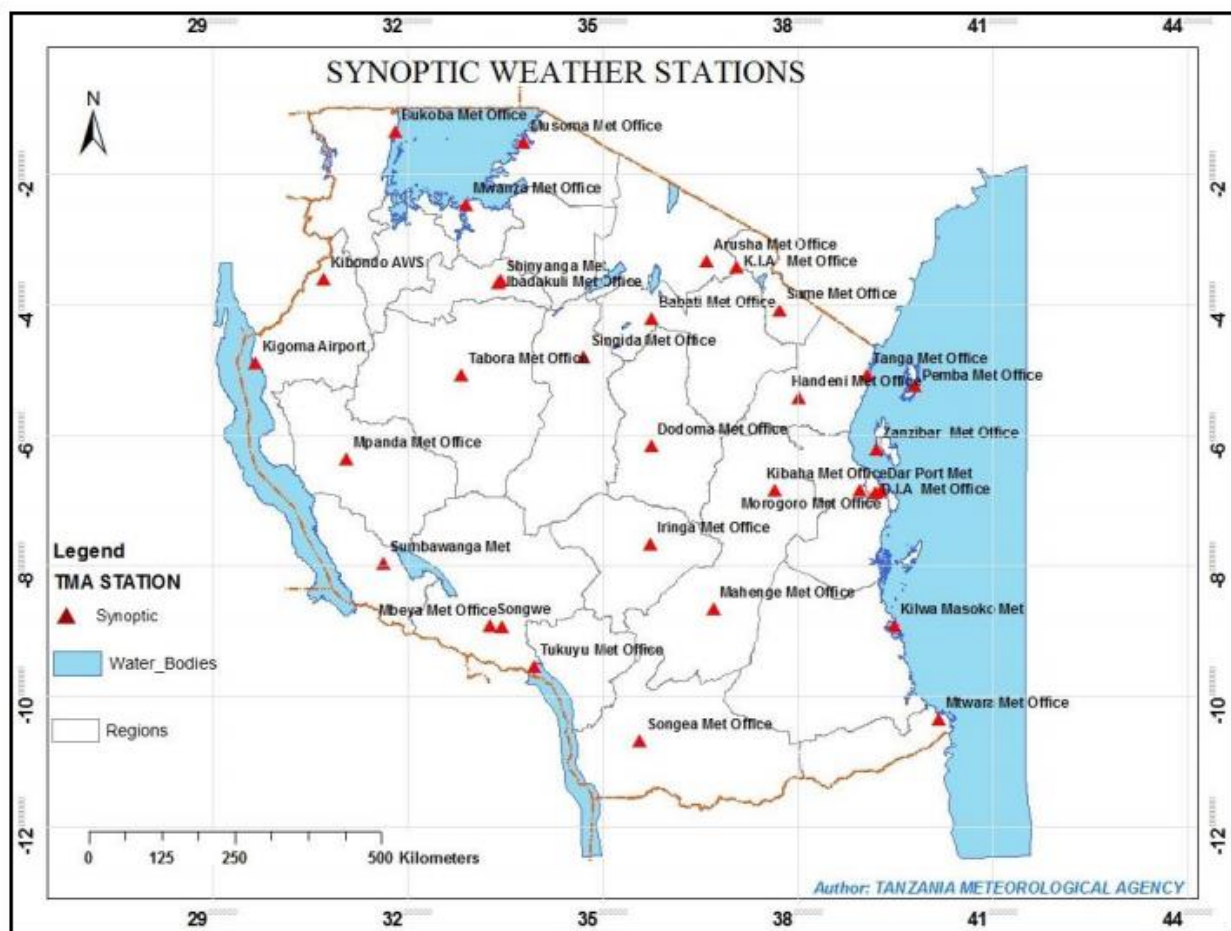 29 32 35 38 41 44
SYNOPTIC WEATHER STATIONS
N
Bukoba Met Office
Musoma Met Office
-2 -2
Mwanza Met Office
Arusha Met Office
K.I.A Met Office
Kibondo AWS
Shinyanga Met
Ibadakuli Met Office
Babati Met Office
Same Met Office
-4 -4
Singida Met Office
Kigoma Airport
Tabora Met Office
Tanga Met Office
Pemba Met Office
Handeni Met Office
Zanzibar Met Office
Dodoma Met Office
Mpanda Met Office
-6 -6
Kibaha Met Office
Dar Port Met
D.I.A Met Office
Morogoro Met Office
Iringa Met Office
Sumbawanga Met
Legend
-8 -8
TMA STATION
Mahenge Met Office
Synoptic
Mbeya Met Office
Songwe
Kilwa Masoko Met
Tukuyu Met Office
Water_Bodies
-10 -10
Mtwara Met Office
Songea Met Office
Regions
-12 -12
0 125 250 500 Kilometers
Author: TANZANIA METEOROLOGICAL AGENCY
29 32 35 38 41 44